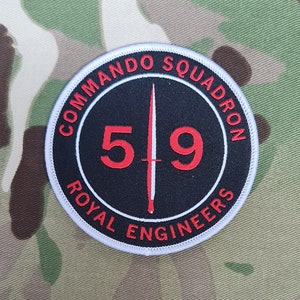 COMMANDO SQUADRON
59
ROYAL ENGINEERS